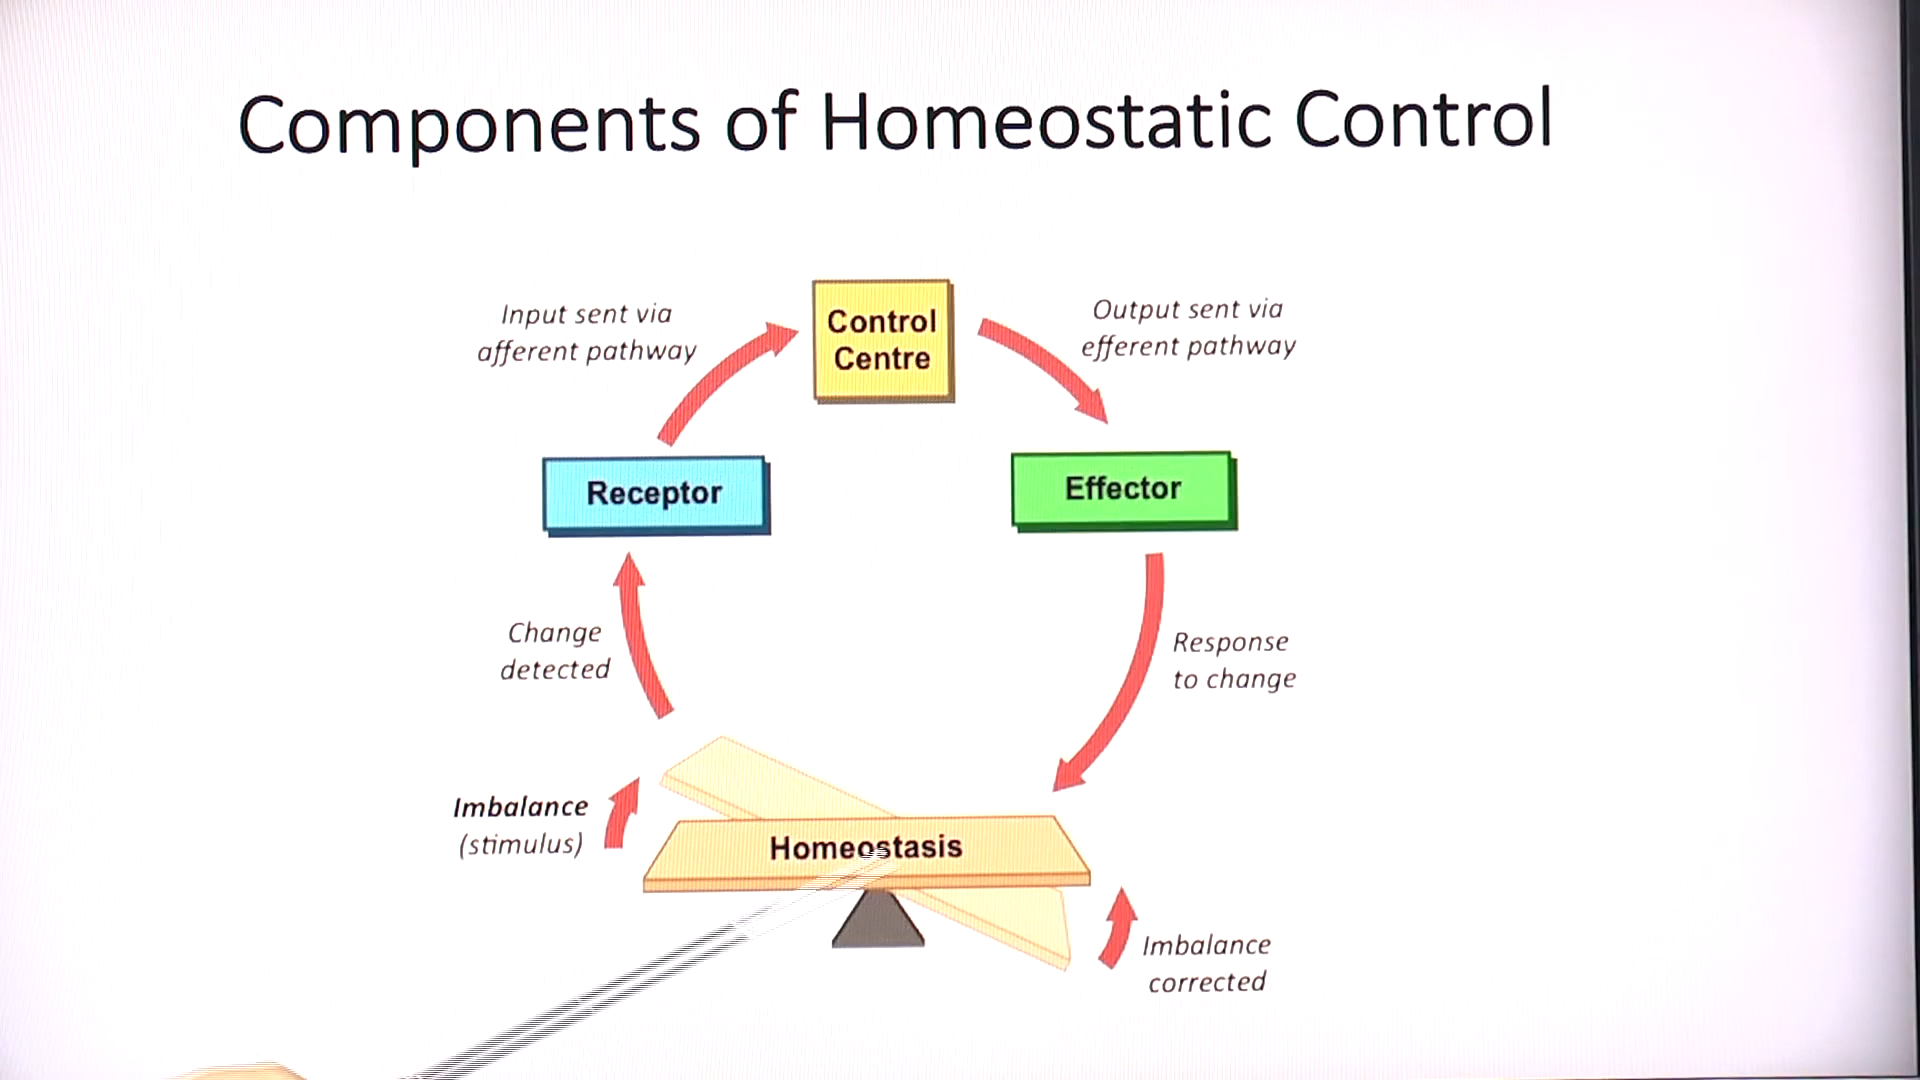 Components of Homeostatic Control
Input sent via
afferent pathway
Control
Centre
Output sent via
efferent pathway
Receptor
Effector
Change
detected
Response
to change
Imbalance
(stimulus)
Homeostasis
Imbalance
corrected